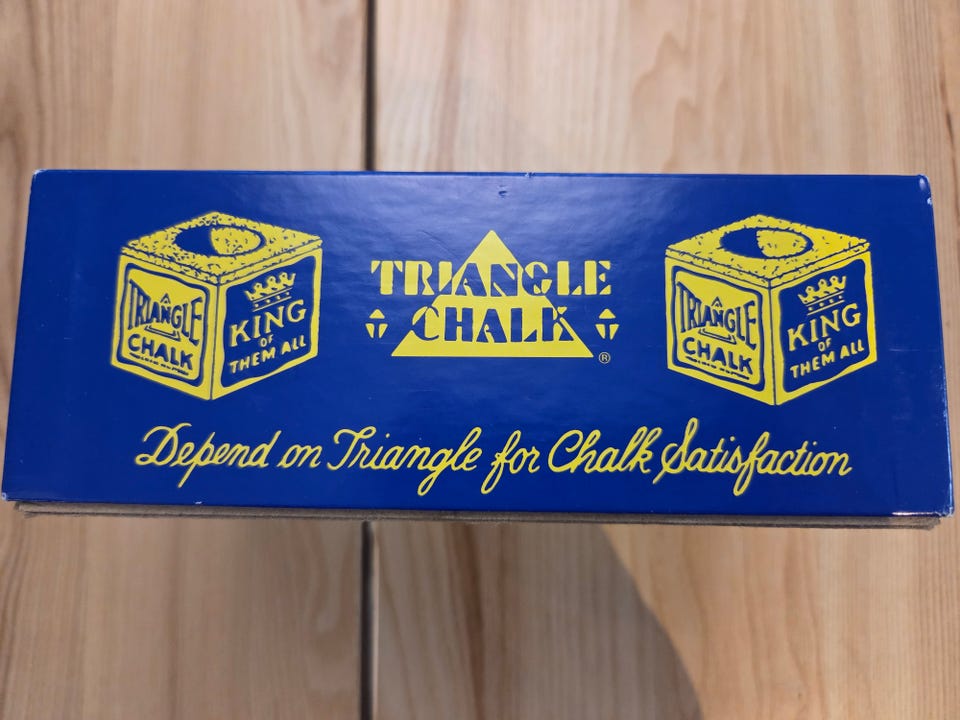 TRIANGLE
CHALK
KING
OF
THEM ALL
TRIANGLE
CHALK
®
TRIANGLE
CHALK
KING
OF
THEM ALL
Depend on Triangle for Chalk Satisfaction